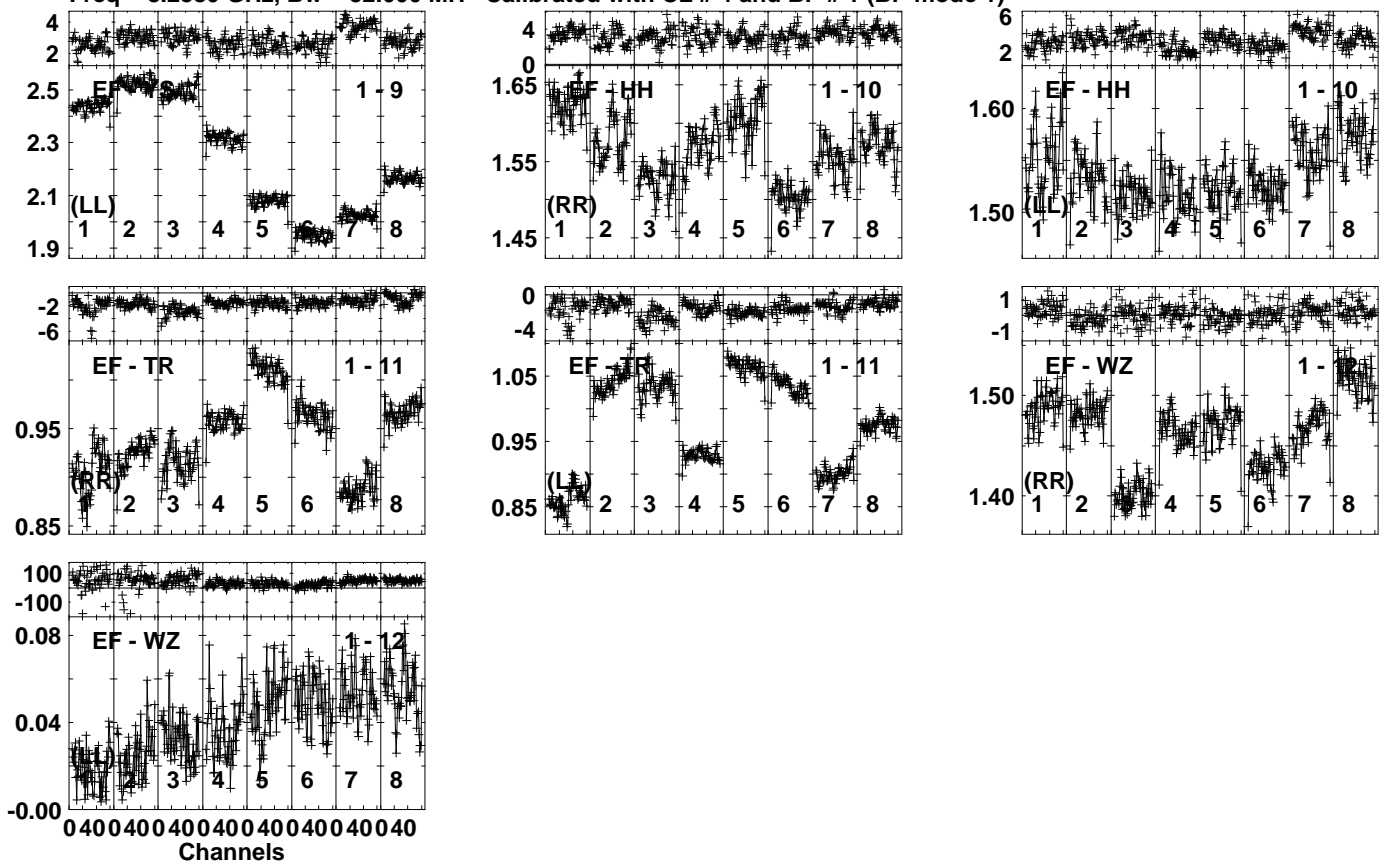 4
2
2.5
2.3
2.1
1.9
EF
1 - 9
(LL)
1 2 3 4 5 6 7 8
4
0
1.65
1.55
1.45
EF - HH
1 - 10
(RR)
1 2 3 4 5 6 7 8
6
2
1.60
1.50
EF - HH
1 - 10
(LL)
1 2 3 4 5 6 7 8
-2
-6
0.95
0.85
EF - TR
1 - 11
(RR)
1 2 3 4 5 6 7 8
0
-4
1.05
0.95
0.85
EF - TR
1 - 11
(LL)
1 2 3 4 5 6 7 8
1
-1
1.50
1.40
EF - WZ
1 - 12
(RR)
1 2 3 4 5 6 7 8
100
-100
0.08
0.04
-0.00
EF - WZ
1 - 12
(LL)
1 2 3 4 5 6 7 8
0 40 0 40 0 40 0 40 0 40 0 40 0 40 0 40
Channels